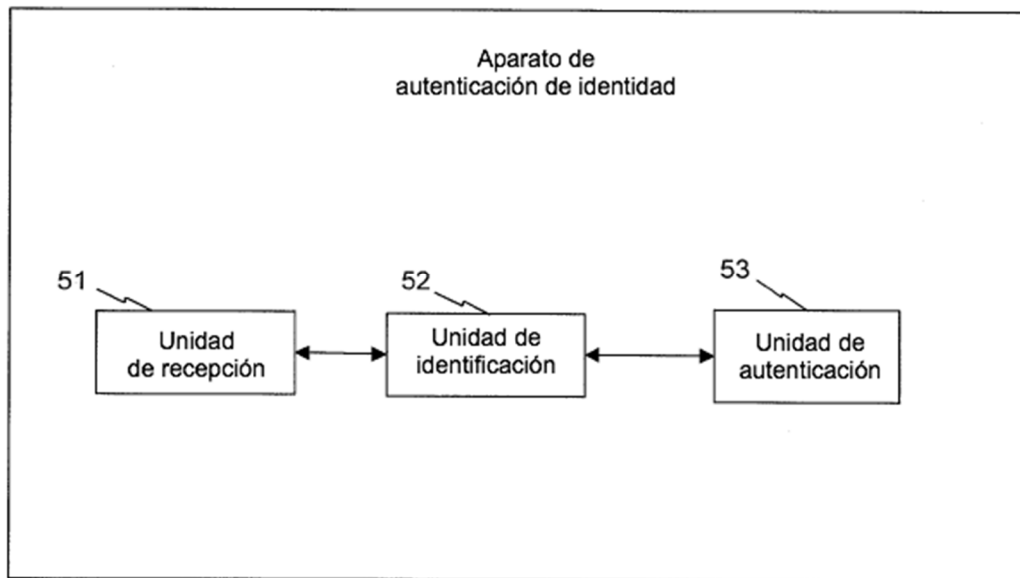 Aparato de
autenticación de identidad
51
52
53
Unidad
de recepción
Unidad de
identificación
Unidad de
autenticación